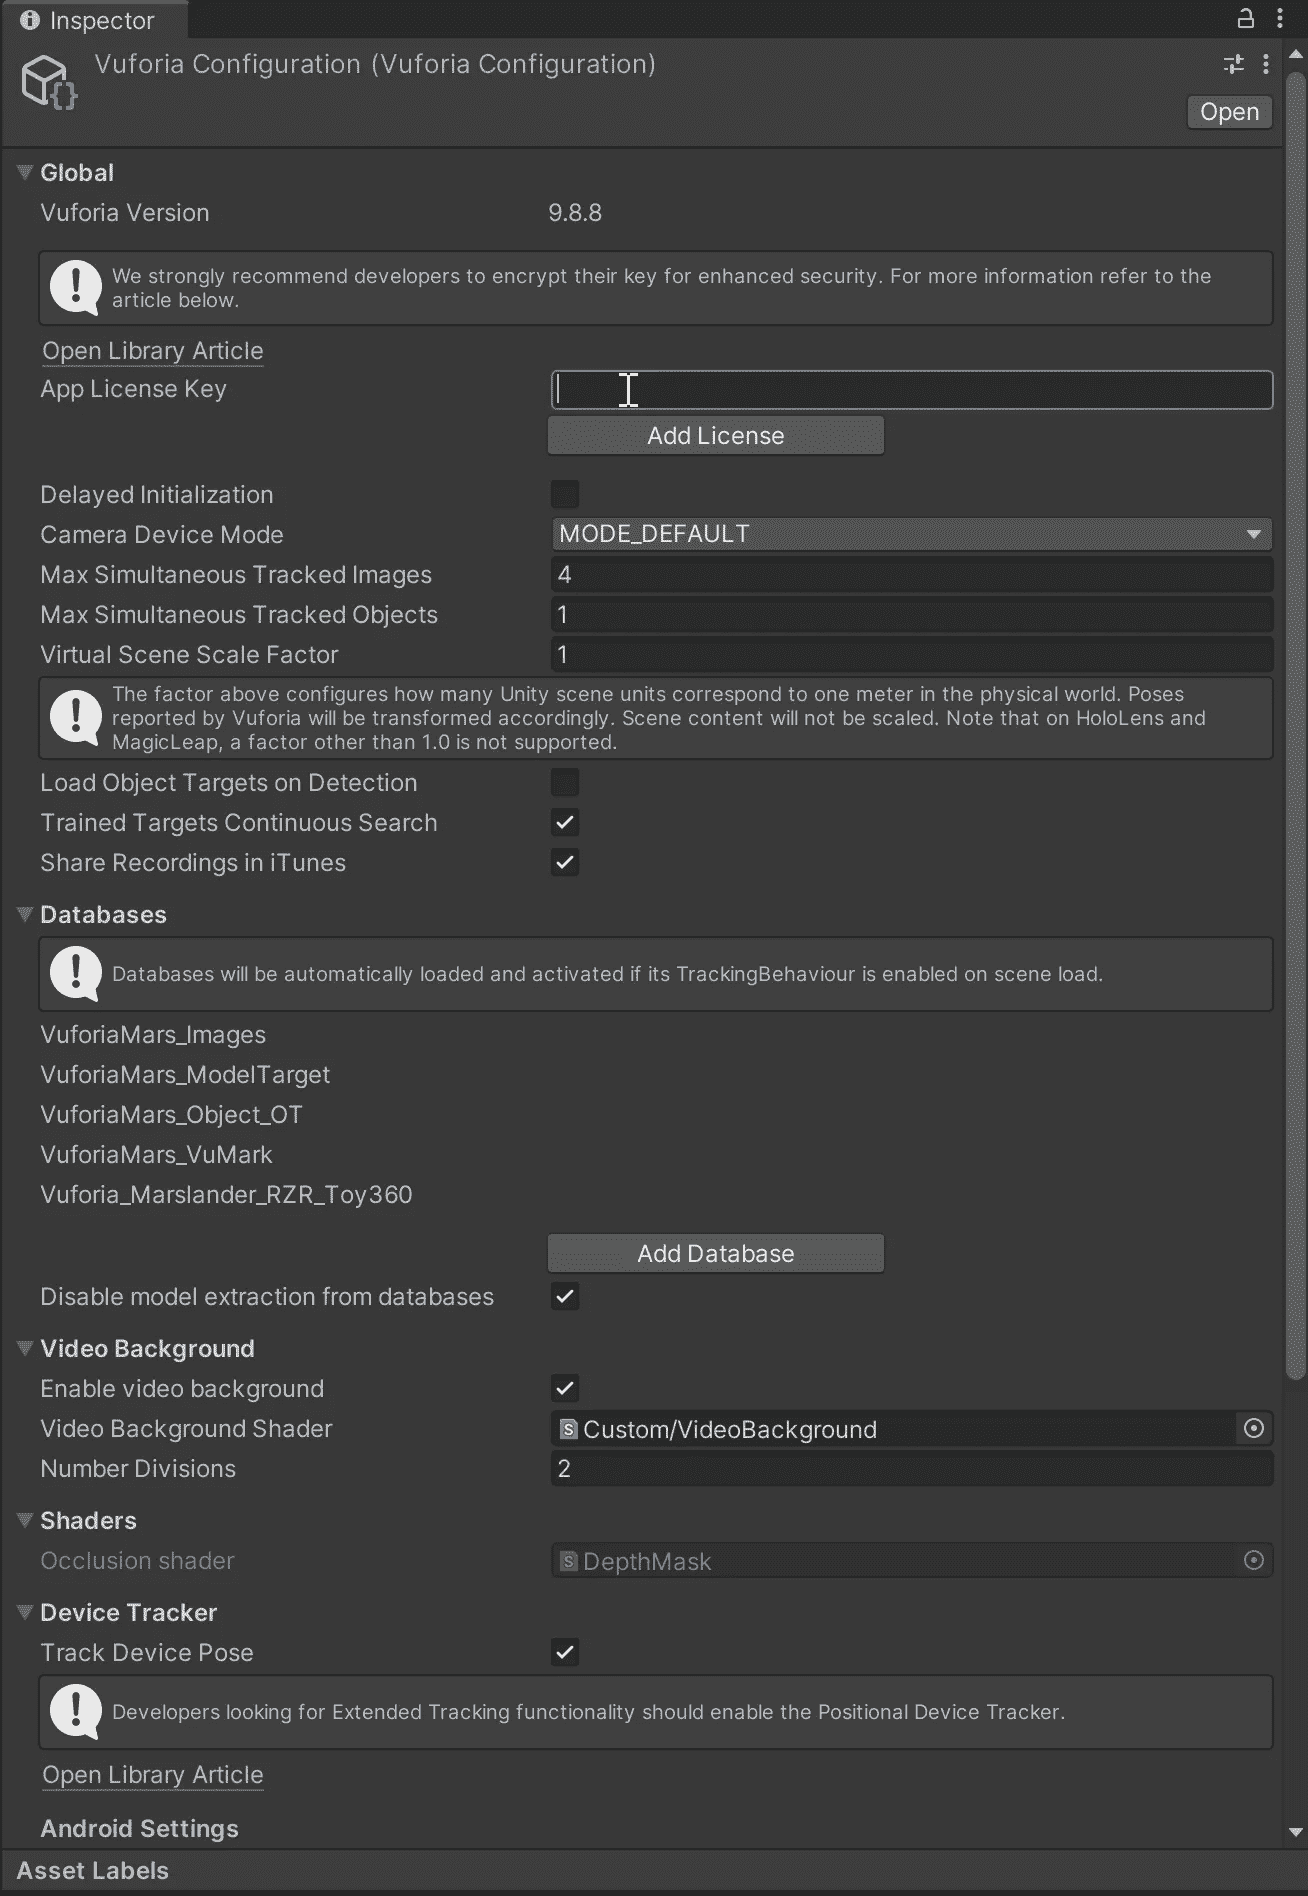 Inspector
Vuforia Configuration (Vuforia Configuration)
Open
Global
Vuforia Version 9.8.8
We strongly recommend developers to encrypt their key for enhanced security. For more information refer to the
article below.
Open Library Article
App License Key
Add License
Delayed Initialization
Camera Device Mode MODE_DEFAULT
Max Simultaneous Tracked Images 4
Max Simultaneous Tracked Objects 1
Virtual Scene Scale Factor 1
The factor above configures how many Unity scene units correspond to one meter in the physical world. Poses
reported by Vuforia will be transformed accordingly. Scene content will not be scaled. Note that on HoloLens and
MagicLeap, a factor other than 1.0 is not supported.
Load Object Targets on Detection
Trained Targets Continuous Search
Share Recordings in iTunes
Databases
Databases will be automatically loaded and activated if its TrackingBehaviour is enabled on scene load.
VuforiaMars_Images
VuforiaMars_ModelTarget
VuforiaMars_Object_OT
VuforiaMars_VuMark
Vuforia_Marslander_RZR_Toy360
Add Database
Disable model extraction from databases
Video Background
Enable video background
Video Background Shader Custom/VideoBackground
Number Divisions 2
Shaders
Occlusion shader DepthMask
Device Tracker
Track Device Pose
Developers looking for Extended Tracking functionality should enable the Positional Device Tracker.
Open Library Article
Android Settings
Asset Labels